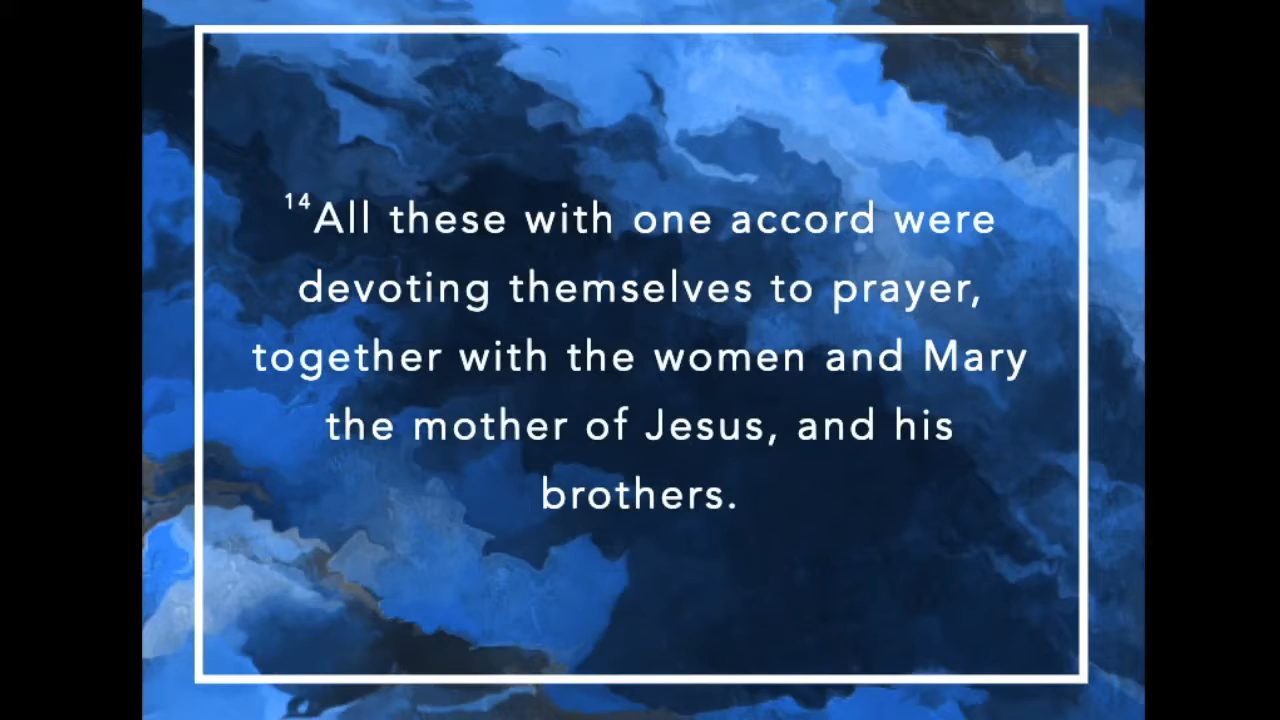 ¹⁴All these with one accord were
devoting themselves to prayer,
together with the women and Mary
the mother of Jesus, and his
brothers.